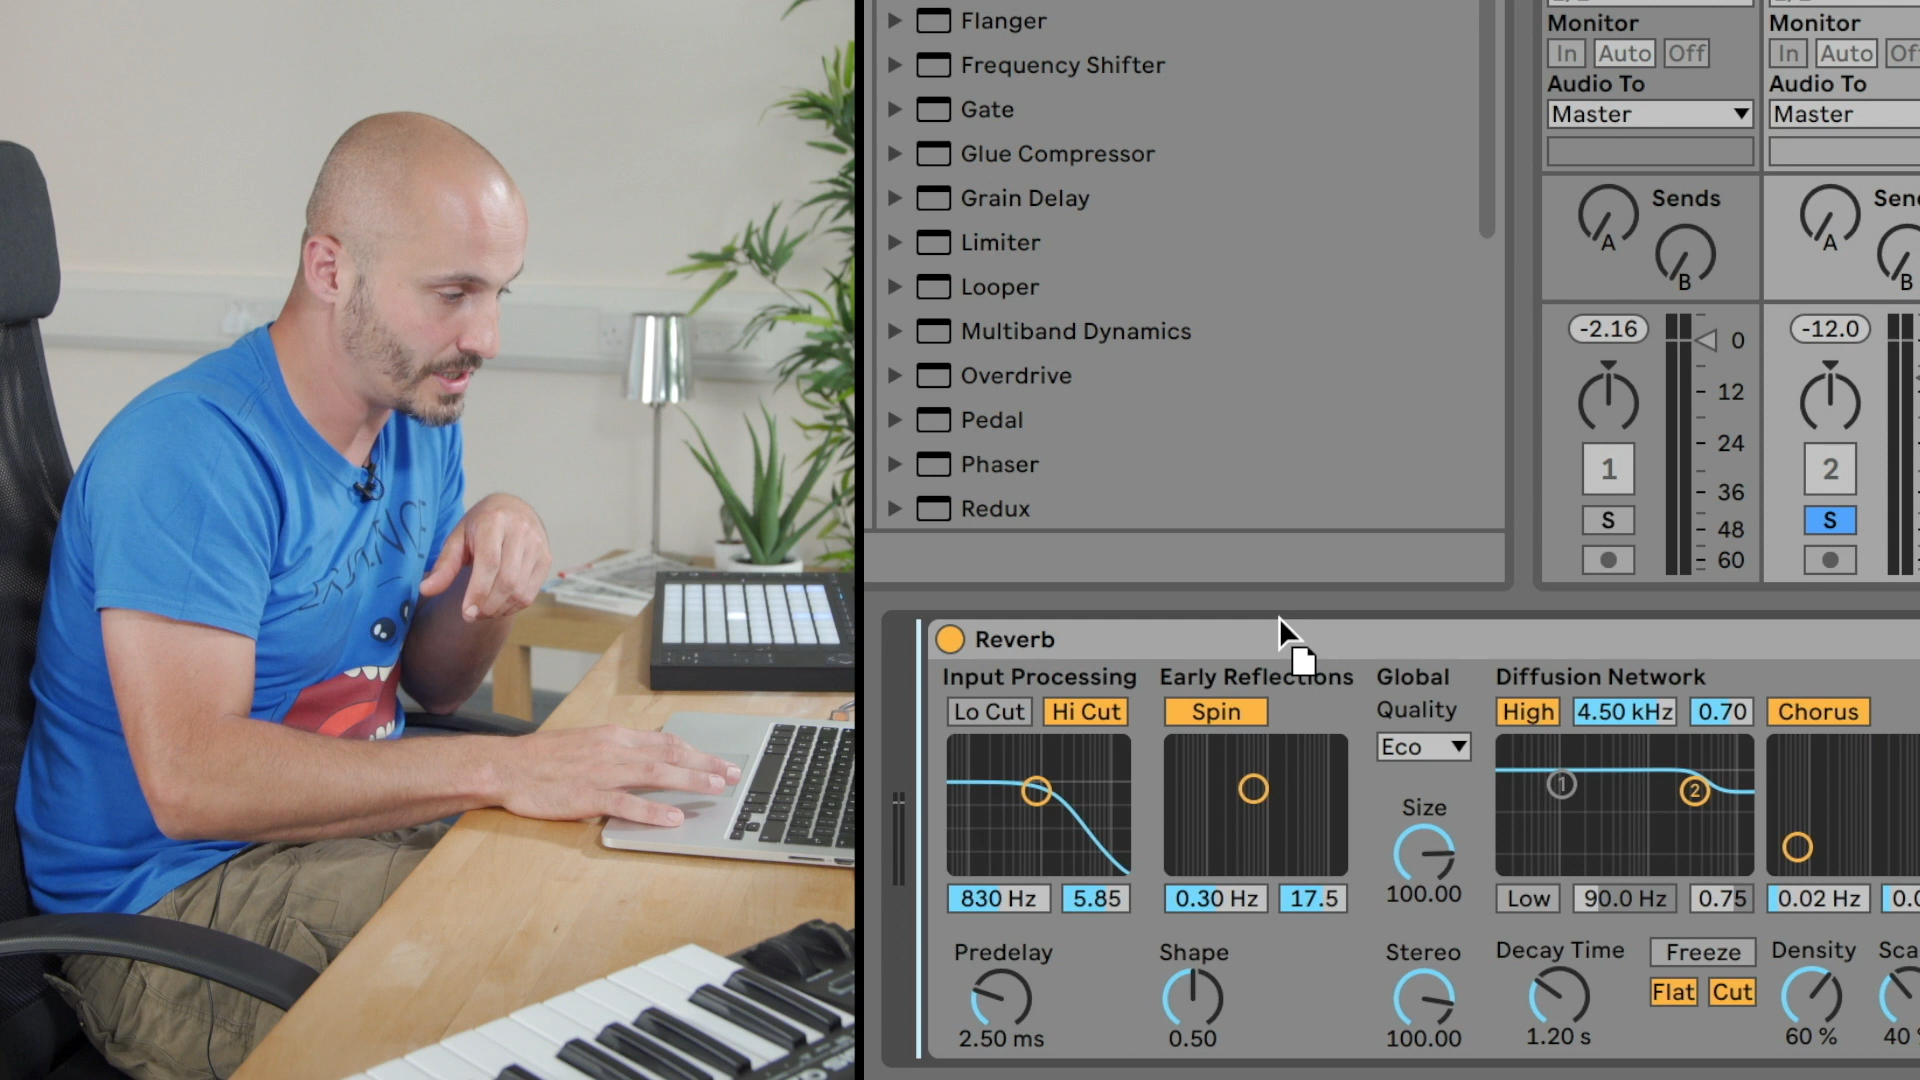 Flanger
Frequency Shifter
Gate
Glue Compressor
Grain Delay
Limiter
Looper
Multiband Dynamics
Overdrive
Pedal
Phaser
Redux
Monitor Monitor
In Auto Off In Auto
Audio To Audio To
Master Master
Sends
A A
B B
-2.16 -12.0
0
12
24
1 2
36
S S
48
60
Reverb
Input Processing Early Reflections Global Diffusion Network
Lo Cut Hi Cut Spin Quality High 4.50 kHz 0.70 Chorus
Eco
1 2
Size
100.00
830 Hz 5.85 0.30 Hz 17.5 Low 90.0 Hz 0.75 0.02 Hz
Predelay Shape Stereo Decay Time Freeze Density
Flat Cut
2.50 ms 0.50 100.00 1.20 s 60 % 40